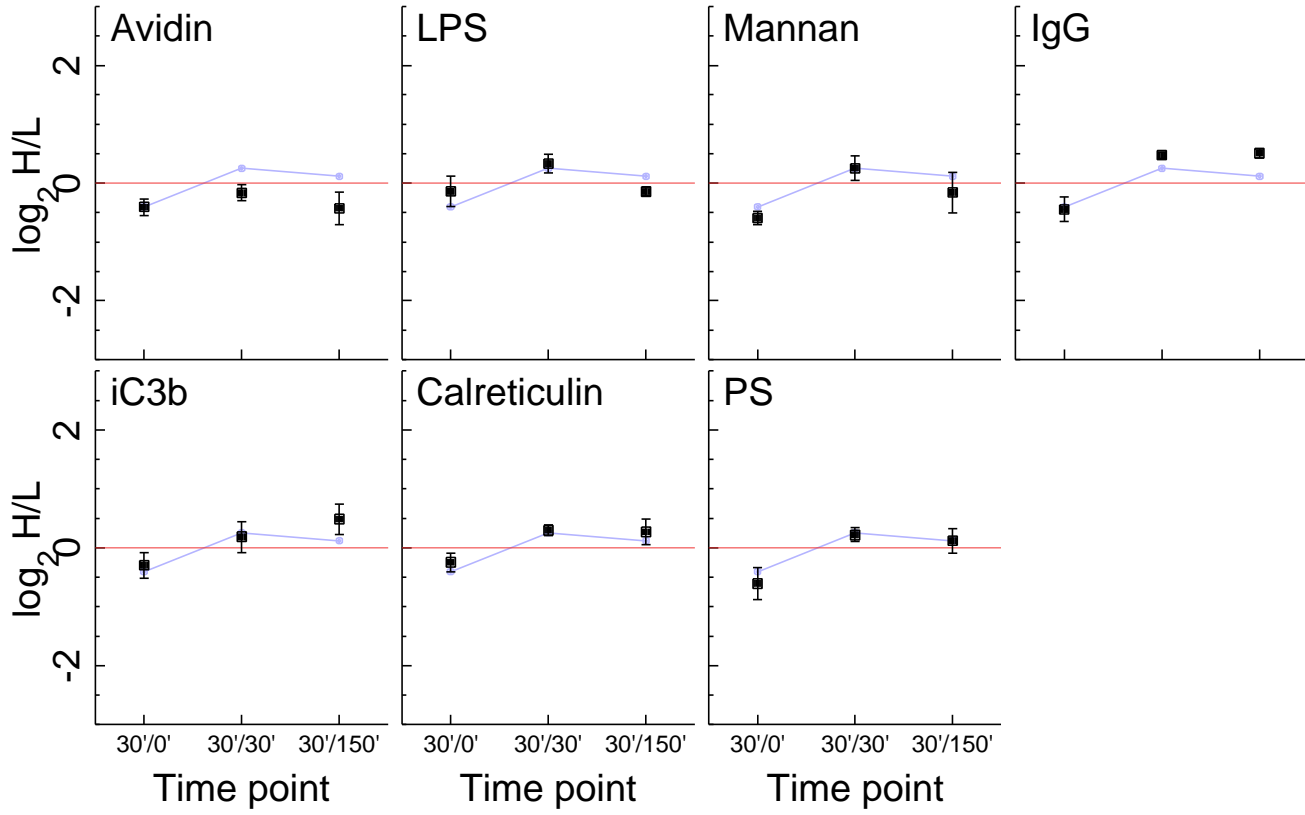 Avidin
LPS
Mannan
IgG
log2 H/L
2
0
-2
iC3b
Calreticulin
PS
log2 H/L
2
0
-2
30'/0' 30'/30' 30'/150'
30'/0' 30'/30' 30'/150'
30'/0' 30'/30' 30'/150'
Time point
Time point
Time point